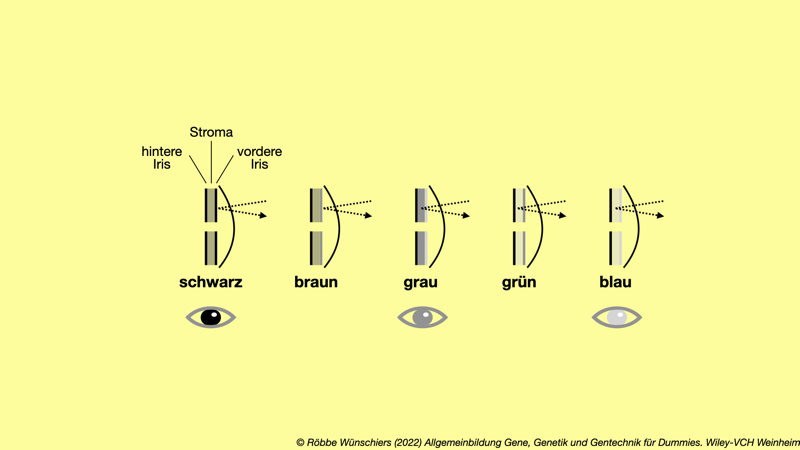 Stroma
hintere
Iris
vordere
Iris
schwarz
braun
grau
grün
blau
© Röbbe Wünschiers (2022) Allgemeinbildung Gene, Genetik und Gentechnik für Dummies. Wiley-VCH Weinheim